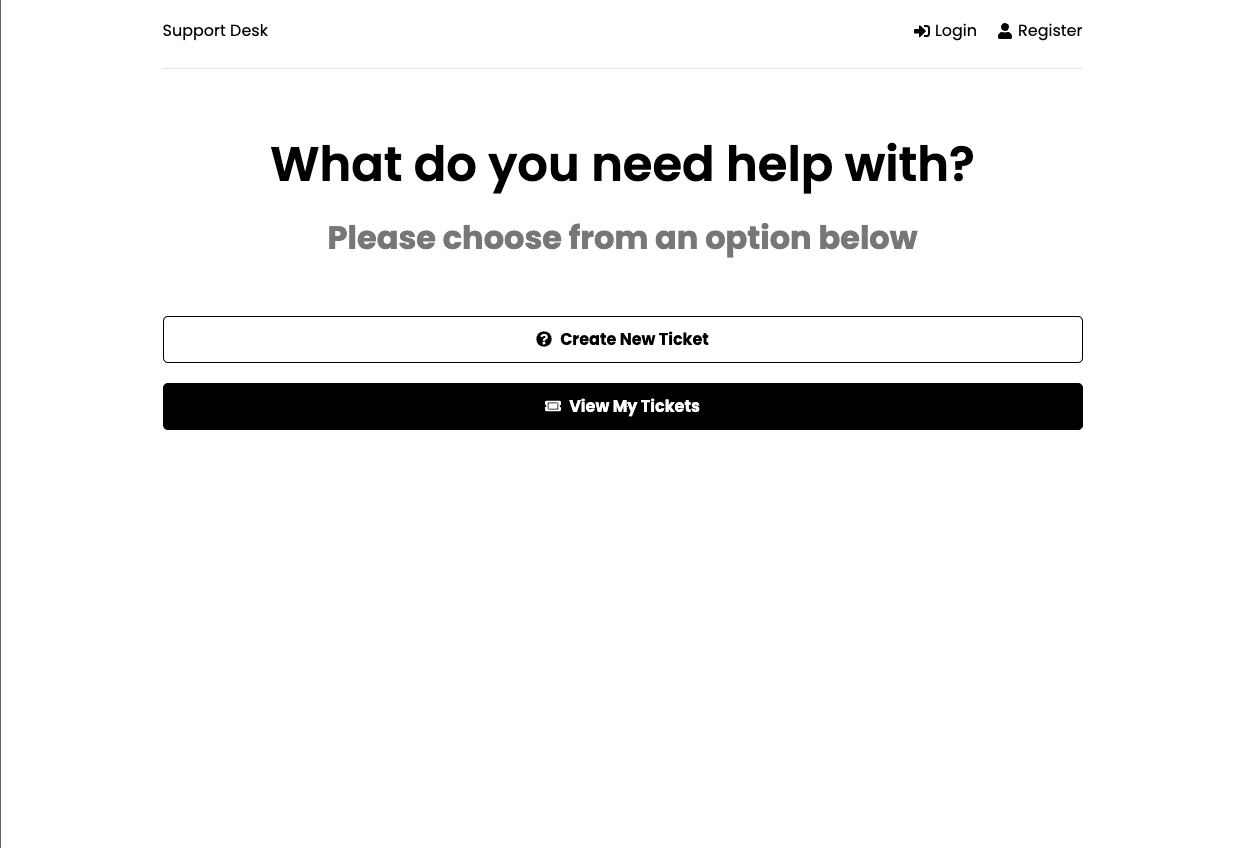 Support Desk
Login
Register
What do you need help with?
Please choose from an option below
Create New Ticket
View My Tickets